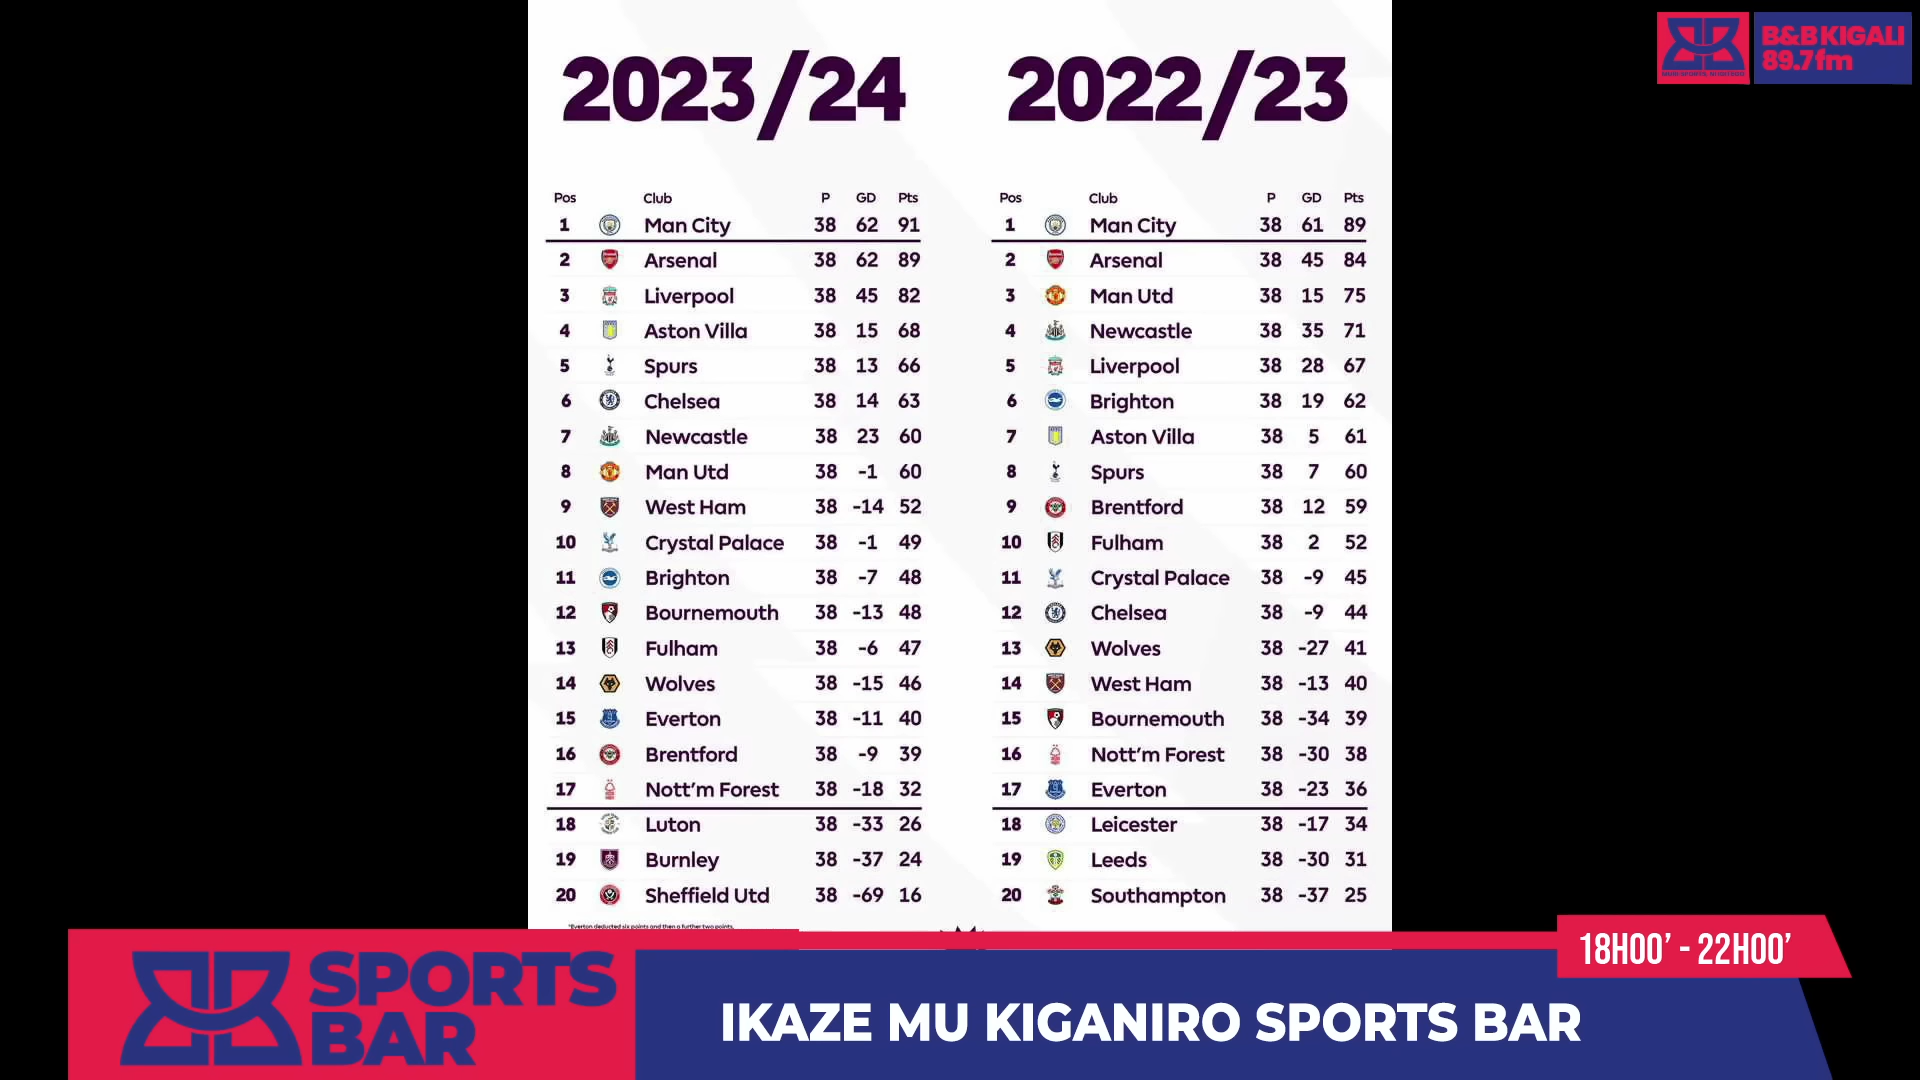 B&B KIGALI
89.7fm
2023/24
Pos Club P GD Pts
1 Man City 38 62 91
2 Arsenal 38 62 89
3 Liverpool 38 45 82
4 Aston Villa 38 15 68
5 Spurs 38 13 66
6 Chelsea 38 14 63
7 Newcastle 38 23 60
8 Man Utd 38 -1 60
9 West Ham 38 -14 52
10 Crystal Palace 38 -1 49
11 Brighton 38 -7 48
12 Bournemouth 38 -13 48
13 Fulham 38 -6 47
14 Wolves 38 -15 46
15 Everton 38 -11 40
16 Brentford 38 -9 39
17 Nott'm Forest 38 -18 32
18 Luton 38 -33 26
19 Burnley 38 -37 24
20 Sheffield Utd 38 -69 16
*Everton deducted six points and then a further two points.
2022/23
Pos Club P GD Pts
1 Man City 38 61 89
2 Arsenal 38 45 84
3 Man Utd 38 15 75
4 Newcastle 38 35 71
5 Liverpool 38 28 67
6 Brighton 38 19 62
7 Aston Villa 38 5 61
8 Spurs 38 7 60
9 Brentford 38 12 59
10 Fulham 38 2 52
11 Crystal Palace 38 -9 45
12 Chelsea 38 -9 44
13 Wolves 38 -27 41
14 West Ham 38 -13 40
15 Bournemouth 38 -34 39
16 Nott'm Forest 38 -30 38
17 Everton 38 -23 36
18 Leicester 38 -17 34
19 Leeds 38 -30 31
20 Southampton 38 -37 25
18H00' - 22H00'
SPORTS
BAR
IKAZE MU KIGANIRO SPORTS BAR